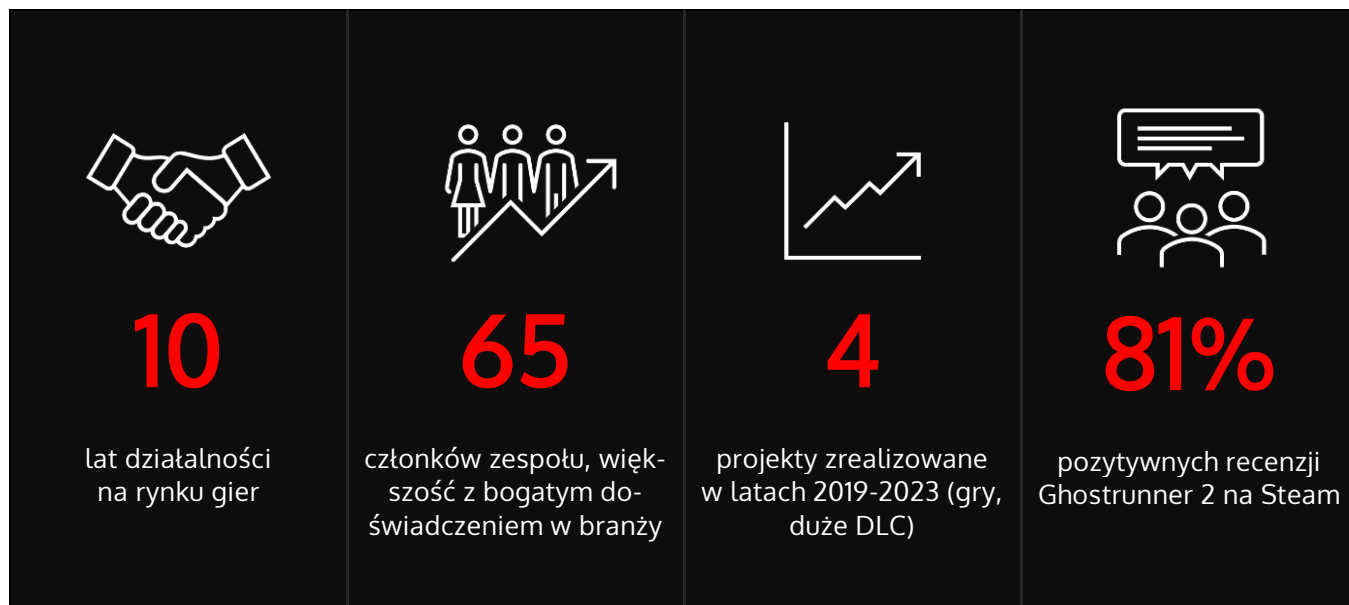 10
lat działalności
na rynku gier
65
członków zespołu, więk-
szość z bogatym do-
świadczeniem w branży
4
projekty zrealizowane
w latach 2019-2023 (gry,
duże DLC)
81%
pozytywnych recenzji
Ghostrunner 2 na Steam